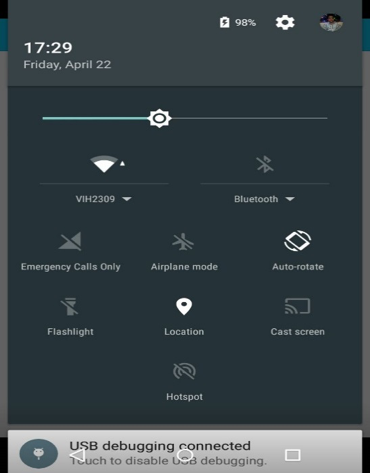 98%
17:29
Friday, April 22
VIH2309
Bluetooth
Emergency Calls Only
Airplane mode
Auto-rotate
Flashlight
Location
Cast screen
Hotspot
USB debugging connected
Touch to disable USB debugging.